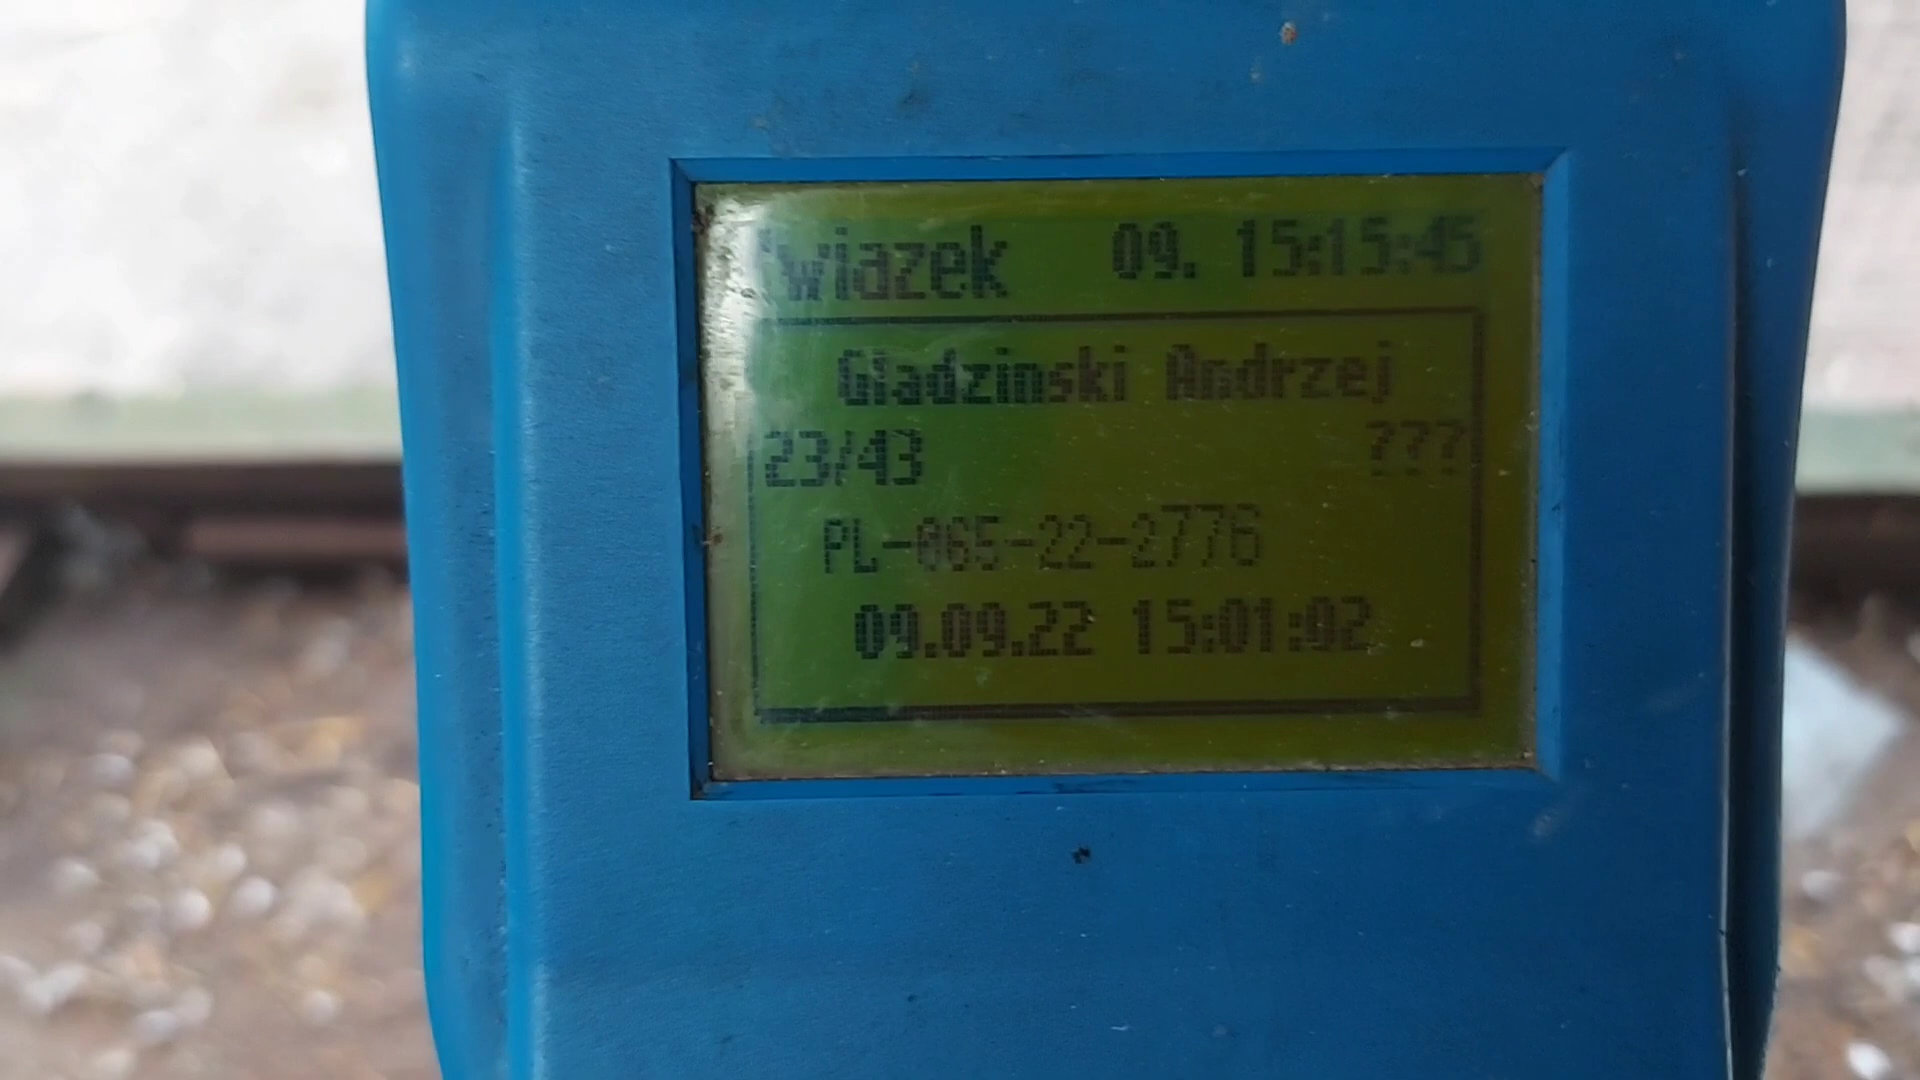 wiazek 09. 15:15:45
Gladzinski Andrzej
23/43 ???
PL-065-22-2776
09.09.22 15:01:02